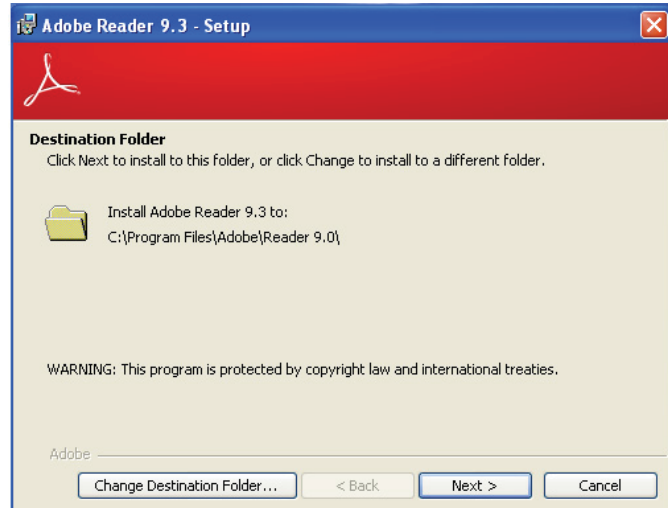 Adobe Reader 9.3 - Setup
Destination Folder
Click Next to install to this folder, or click Change to install to a different folder.
Install Adobe Reader 9.3 to:
C:\Program Files\Adobe\Reader 9.0\
WARNING: This program is protected by copyright law and international treaties.
Adobe
Change Destination Folder... < Back Next > Cancel